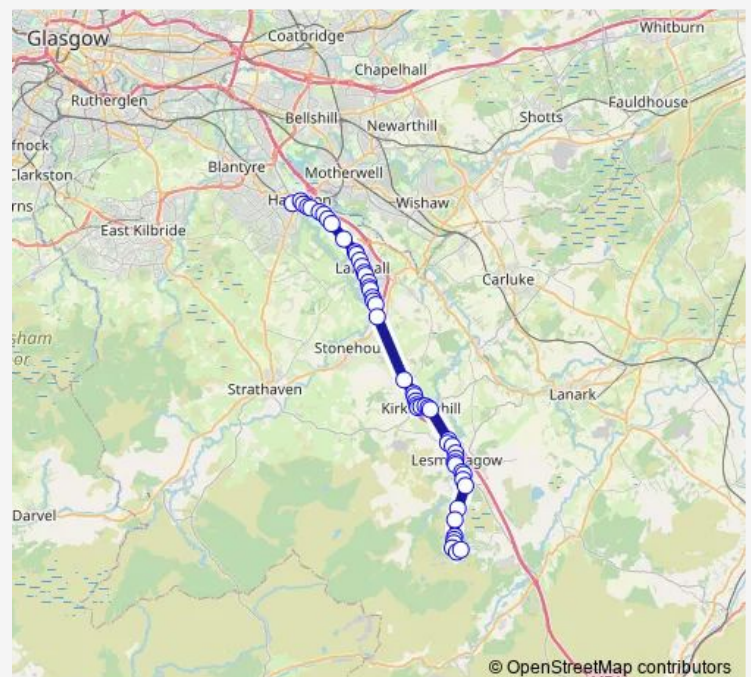 Whitburn
Glasgow
Coatbridge
Chapelhall
Rutherglen
Fauldhouse
Bellshill
Newarthill
Shotts
fnock
Clarkston
Blantyre
Motherwell
rns
Wishaw
East Kilbride
Carluke
sham
or
Stonehou
Strathaven
Lanark
Darvel
© OpenStreetMap contributors